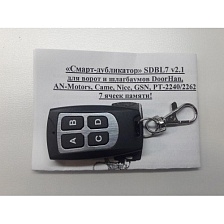 «Смарт-дубликатор» SDBL7 v2.1
для ворот и шлагбаумов DoorHan,
AN-Motors, Came, Nice, GSN, PT-2240/2262
7 ячеек памяти!
A B
C D